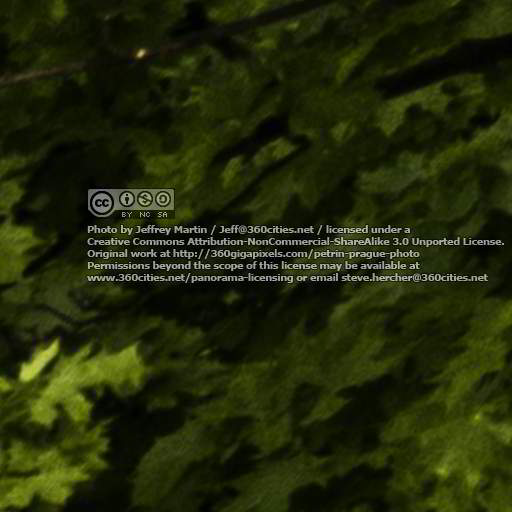 cc BY NC SA
Photo by Jeffrey Martin / Jeff@360cities.net / licensed under a
Creative Commons Attribution-NonCommercial-ShareAlike 3.0 Unported License.
Original work at http://360gigapixels.com/petrin-prague-photo
Permissions beyond the scope of this license may be available at
www.360cities.net/panorama-licensing or email steve.hercher@360cities.net